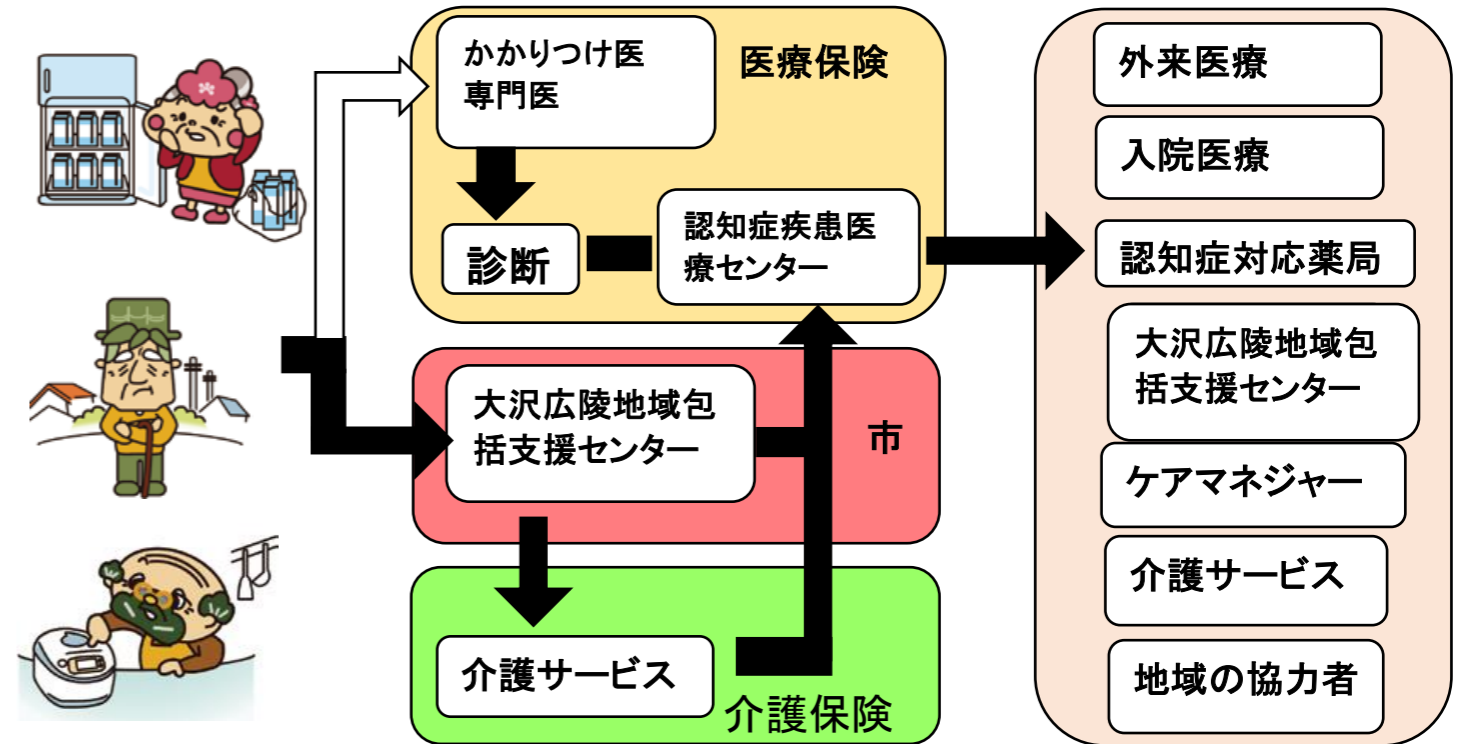 かかりつけ医
専門医
医療保険
診断
認知症疾患医
療センター
大沢広陵地域包
括支援センター
市
介護サービス
介護保険
外来医療
入院医療
認知症対応薬局
大沢広陵地域包
括支援センター
ケアマネジャー
介護サービス
地域の協力者